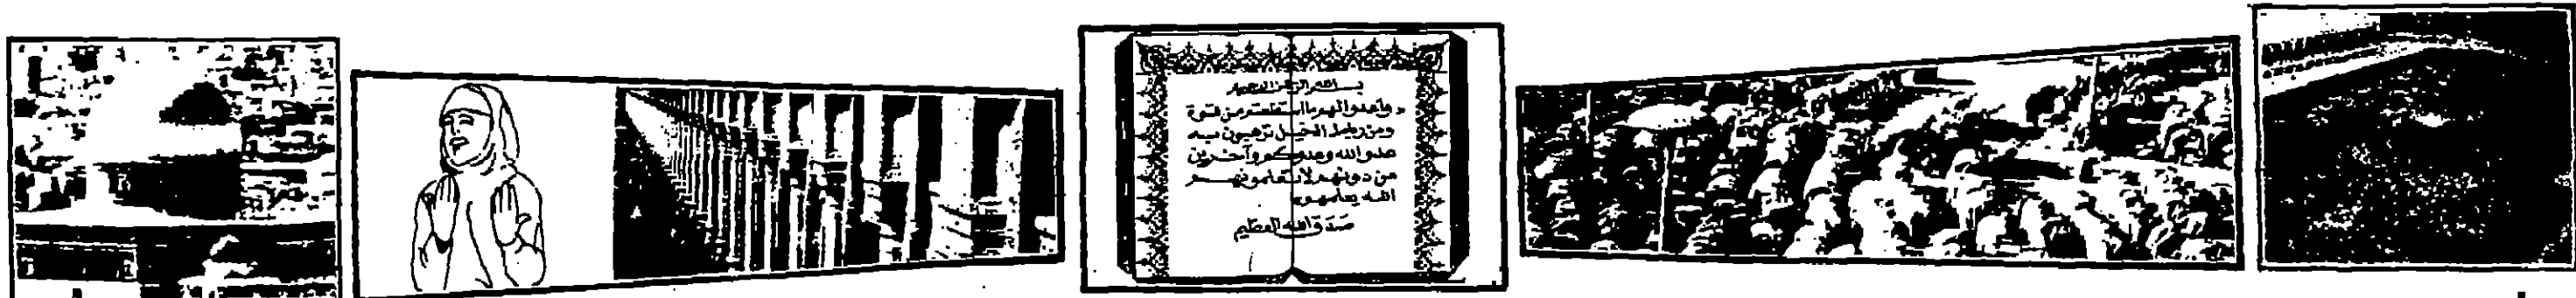 بسم الله الرحمن الرحيم
« وأعدوا لهم ما استطعتم من قوة
ومن رباط الخيل ترهبون به
عدو الله وعدوكم وآخرين
من دونهم لا تعلمونهم
الله يعلمهم »
صدق الله العظيم